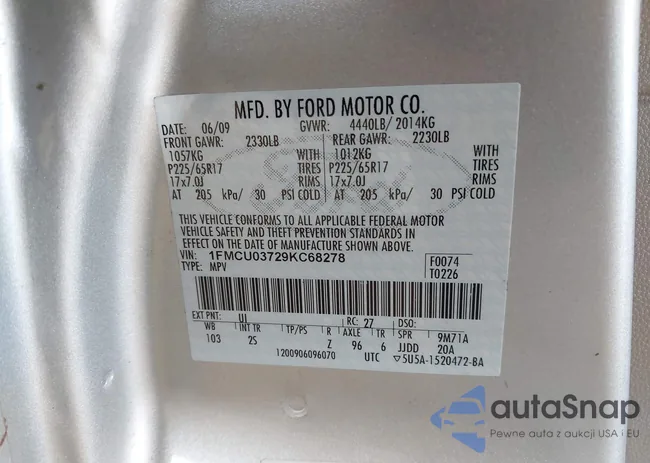 MFD. BY FORD MOTOR CO.
DATE: 06/09 GVWR: 4440LB/ 2014KG
FRONT GAWR: 2330LB REAR GAWR: 2230LB
1057KG WITH 1012KG WITH
P225/65R17 TIRES P225/65R17 TIRES
17x7.0J RIMS 17x7.0J RIMS
AT 205 kPa/ 30 PSI COLD AT 205 kPa/ 30 PSI COLD
THIS VEHICLE CONFORMS TO ALL APPLICABLE FEDERAL MOTOR
VEHICLE SAFETY AND THEFT PREVENTION STANDARDS IN
EFFECT ON THE DATE OF MANUFACTURE SHOWN ABOVE.
VIN: 1FMCU03729KC68278 F0074
TYPE: MPV T0226
EXT PNT: UI RC: 27 DSO:
WB INT TR TP/PS R AXLE TR SPR 9M71A
103 2S Z 96 6 JJDD 20A
1200906096070 UTC ▽5U5A-1520472-BA
autaSnap
Pewne auta z aukcji USA i EU